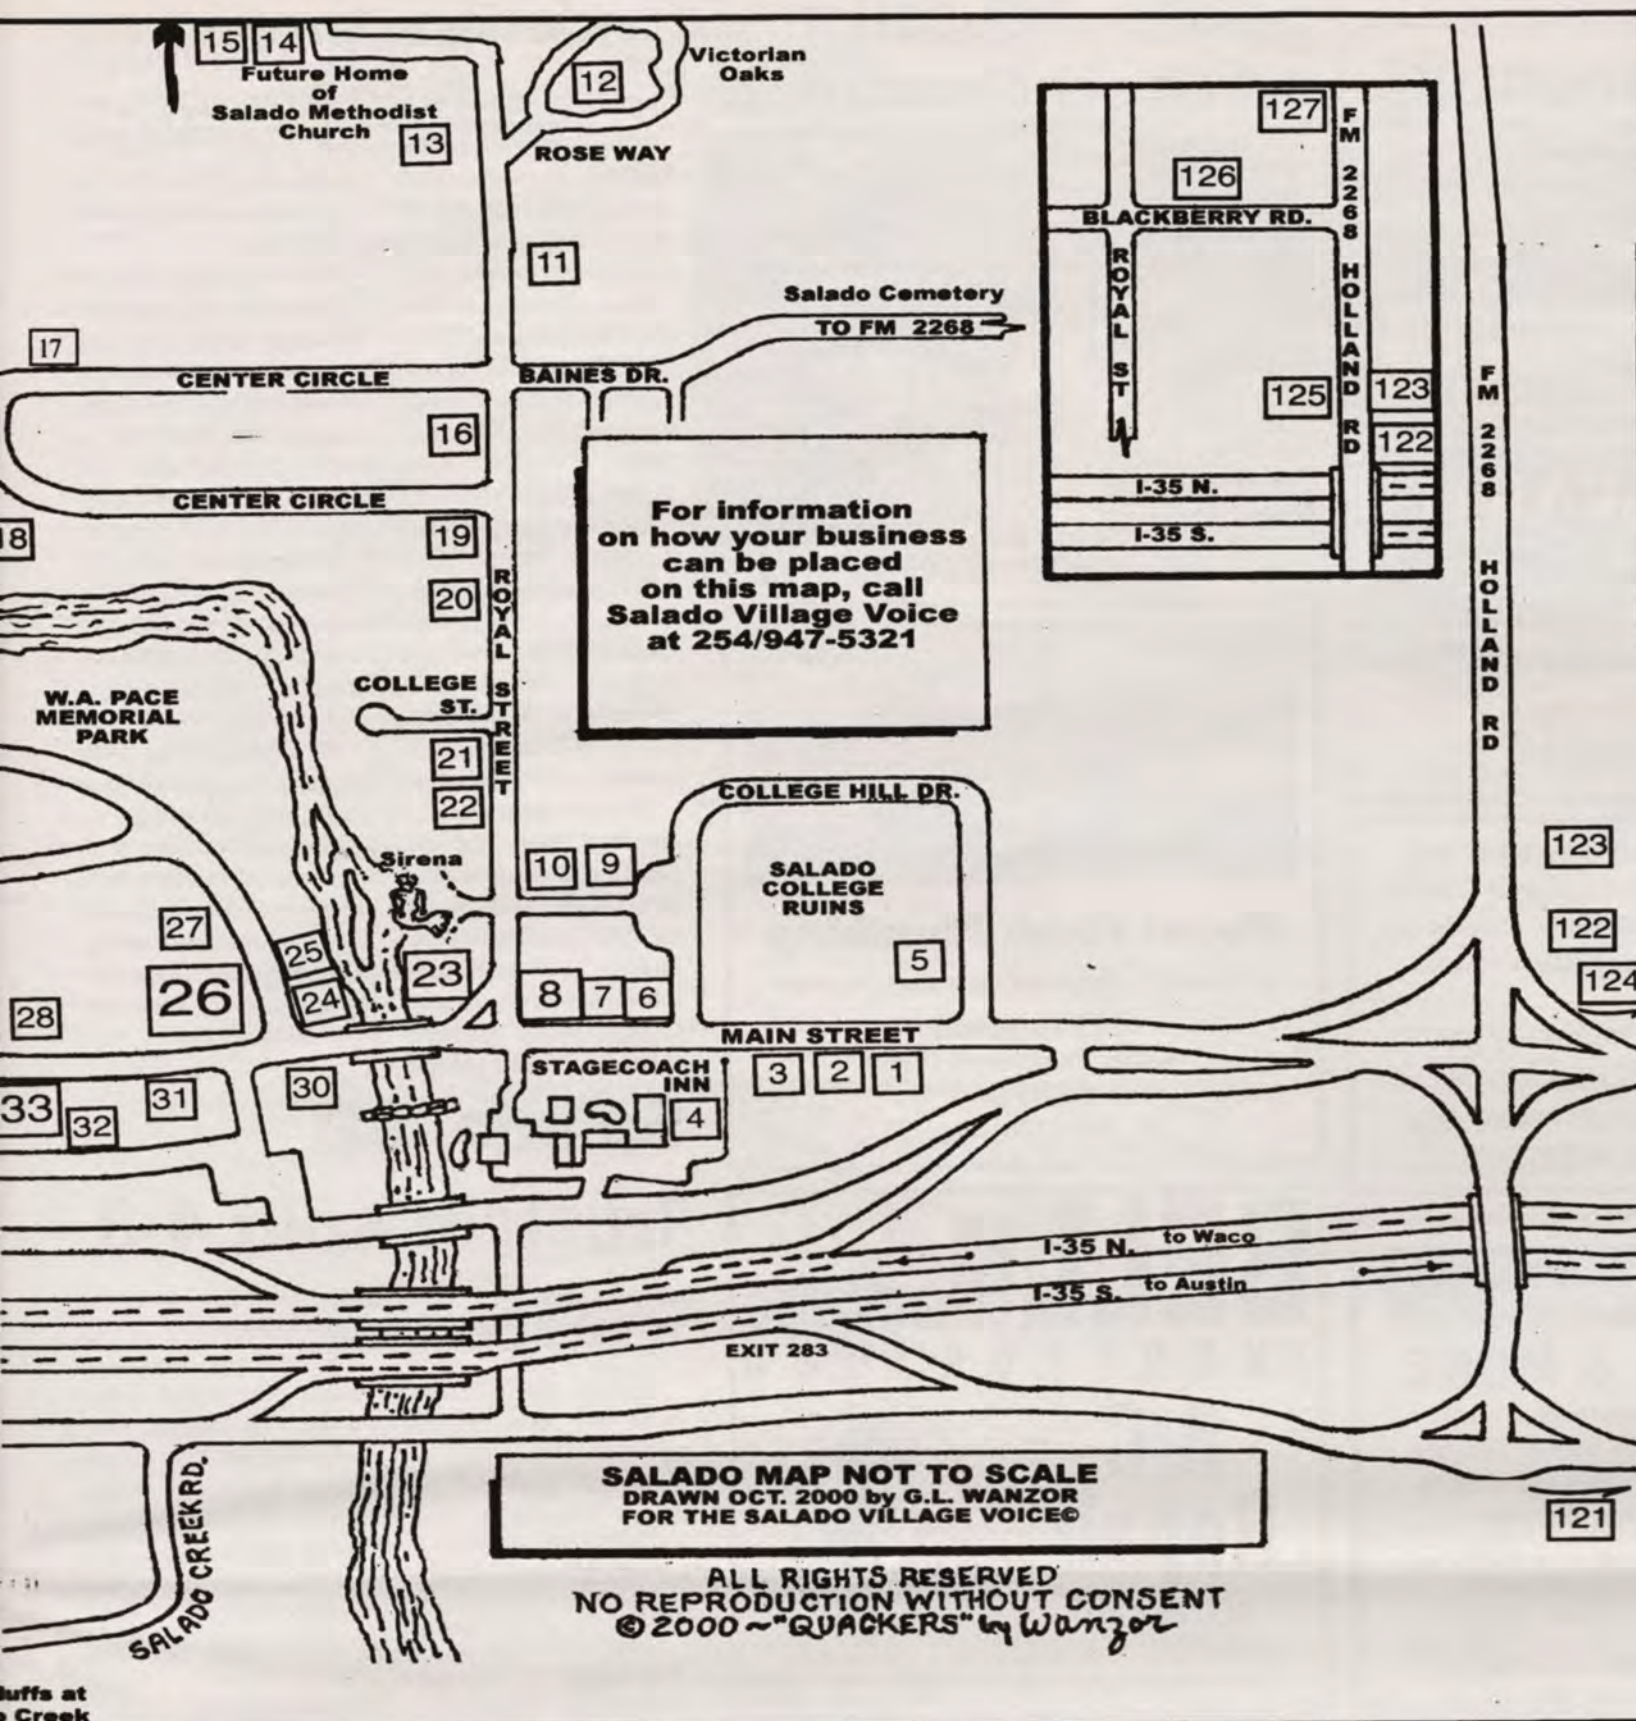 15 14
Future Home
of
Salado Methodist
Church
13
12
Victorian
Oaks
ROSE WAY
11
Salado Cemetery
TO FM 2268
17
CENTER CIRCLE
BAINES DR.
16
CENTER CIRCLE
18
19
20
ROYAL STREET
For information
on how your business
can be placed
on this map, call
Salado Village Voice
at 254/947-5321
127
FM 2268 HOLLAND RD
126
BLACKBERRY RD.
ROYAL ST
125
123
122
I-35 N.
I-35 S.
FM 2268 HOLLAND RD
W.A. PACE
MEMORIAL
PARK
COLLEGE
ST.
21
22
COLLEGE HILL DR.
SALADO
COLLEGE
RUINS
5
Sirena
10 9
27
25
26
24
23
28
8 7 6
123
122
124
MAIN STREET
STAGECOACH
INN
3 2 1
4
30
31
33
32
I-35 N. to Waco
I-35 S. to Austin
EXIT 283
SALADO MAP NOT TO SCALE
DRAWN OCT. 2000 by G.L. WANZOR
FOR THE SALADO VILLAGE VOICE©
121
SALADO CREEK RD.
ALL RIGHTS RESERVED
NO REPRODUCTION WITHOUT CONSENT
© 2000 ~ "QUACKERS" by Wanzor
luffs at
Creek